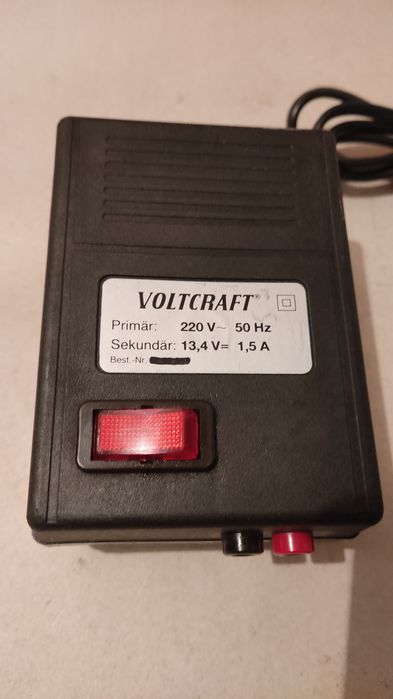 VOLTCRAFT®
Primär: 220 V~ 50 Hz
Sekundär: 13,4 V= 1,5 A
Best.-Nr.